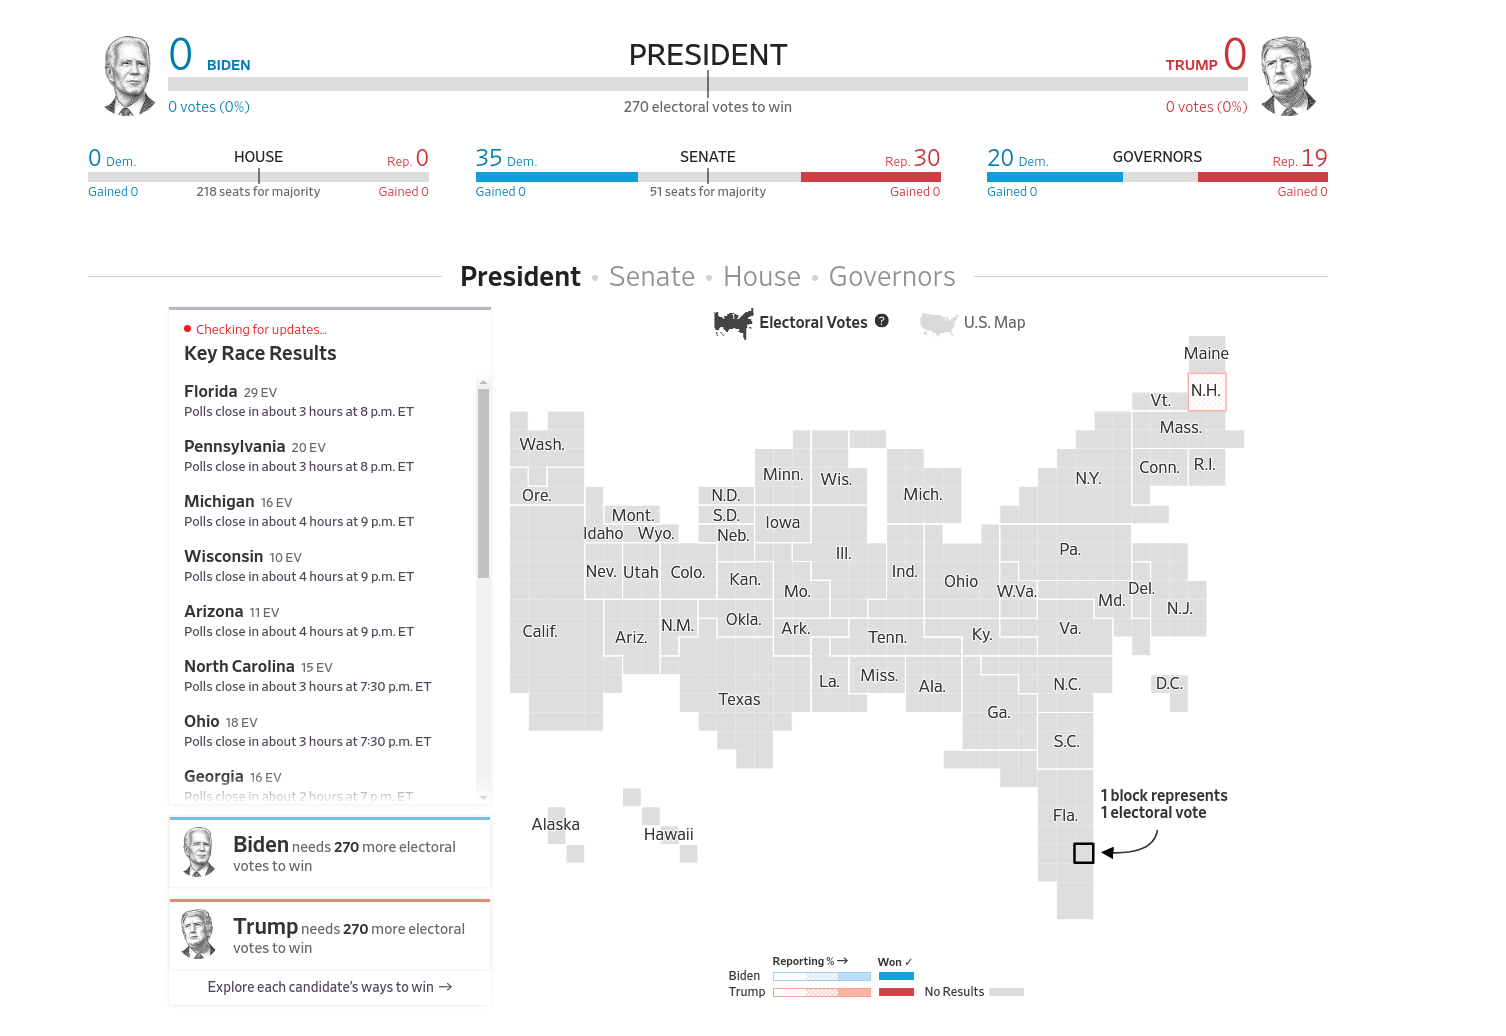 0 BIDEN
PRESIDENT
TRUMP 0
0 votes (0%)
270 electoral votes to win
0 votes (0%)
0 Dem. HOUSE Rep. 0
Gained 0 218 seats for majority Gained 0
35 Dem. SENATE Rep. 30
Gained 0 51 seats for majority Gained 0
20 Dem. GOVERNORS Rep. 19
Gained 0 Gained 0
President • Senate • House • Governors
Checking for updates...
Key Race Results
Florida 29 EV
Polls close in about 3 hours at 8 p.m. ET
Pennsylvania 20 EV
Polls close in about 3 hours at 8 p.m. ET
Michigan 16 EV
Polls close in about 4 hours at 9 p.m. ET
Wisconsin 10 EV
Polls close in about 4 hours at 9 p.m. ET
Arizona 11 EV
Polls close in about 4 hours at 9 p.m. ET
North Carolina 15 EV
Polls close in about 3 hours at 7:30 p.m. ET
Ohio 18 EV
Polls close in about 3 hours at 7:30 p.m. ET
Georgia 16 EV
Polls close in about 2 hours at 7 p.m. ET
Biden needs 270 more electoral
votes to win
Trump needs 270 more electoral
votes to win
Explore each candidate's ways to win →
Electoral Votes ?
U.S. Map
Maine
N.H.
Vt.
Mass.
Wash.
Conn.
R.I.
Minn.
Wis.
N.Y.
Ore.
N.D.
Mich.
Mont.
S.D.
Iowa
Idaho
Wyo.
Neb.
Ill.
Pa.
Nev.
Utah
Colo.
Kan.
Ind.
Ohio
Mo.
W.Va.
Del.
Md.
N.J.
Calif.
Ariz.
N.M.
Okla.
Ark.
Tenn.
Ky.
Va.
Texas
La.
Miss.
Ala.
N.C.
D.C.
Ga.
S.C.
Alaska
Hawaii
Fla.
1 block represents
1 electoral vote
Reporting % → Won ✓
Biden
Trump
No Results